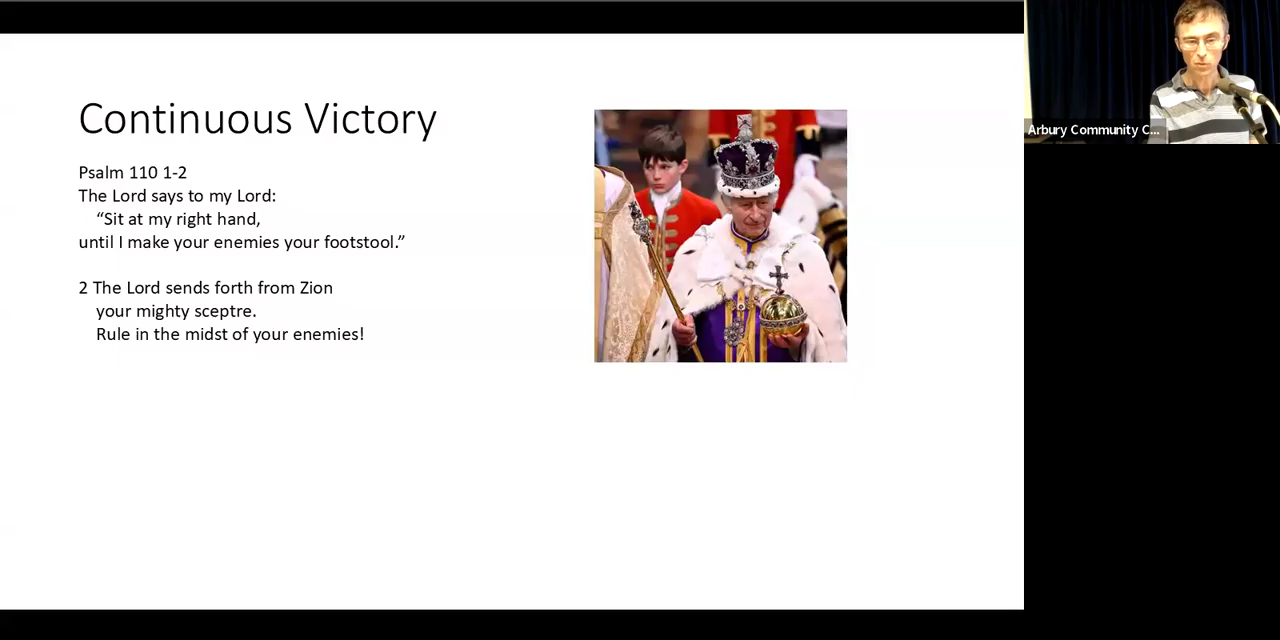 Continuous Victory
Psalm 110 1-2
The Lord says to my Lord:
“Sit at my right hand,
until I make your enemies your footstool.”
2 The Lord sends forth from Zion
your mighty sceptre.
Rule in the midst of your enemies!
Arbury Community C...